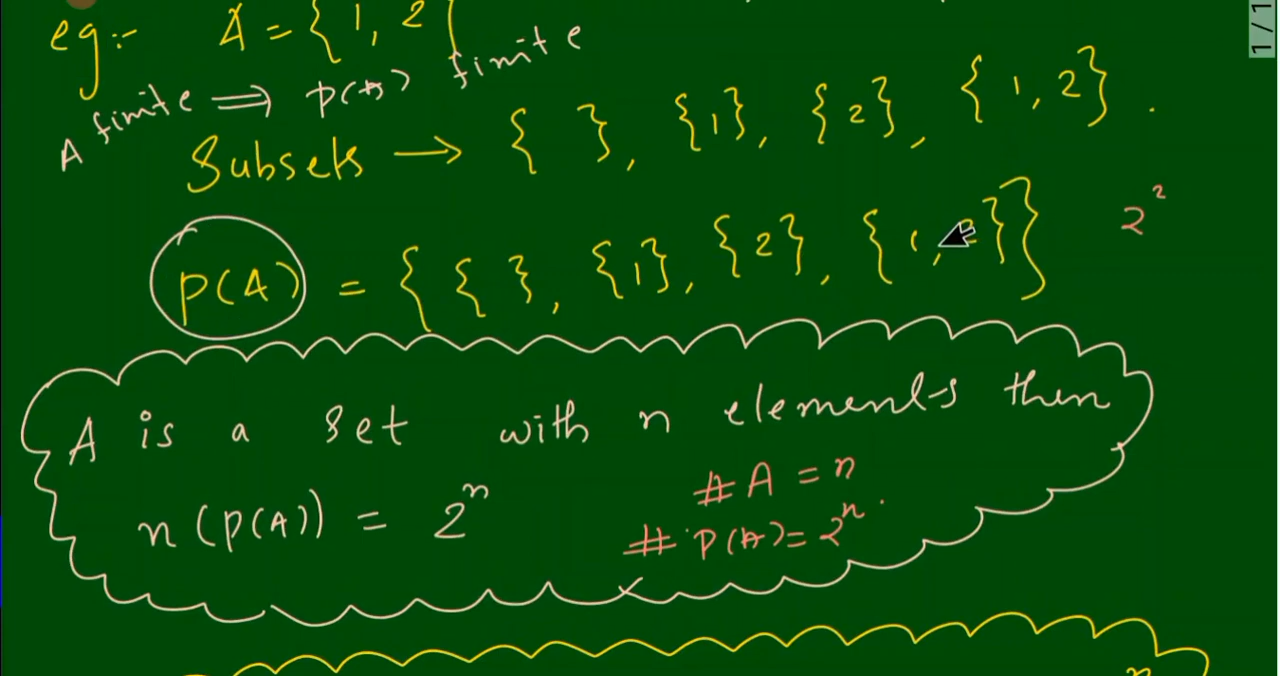 eg:- A = { 1, 2 }
A finite ⟹ P(A) finite
Subsets → { }, {1}, {2}, {1, 2}.
P(A) = { { }, {1}, {2}, {1, 2} } 2²
A is a set with n elements then
n(P(A)) = 2ⁿ
#A = n
#P(A) = 2ⁿ.
n
1/1